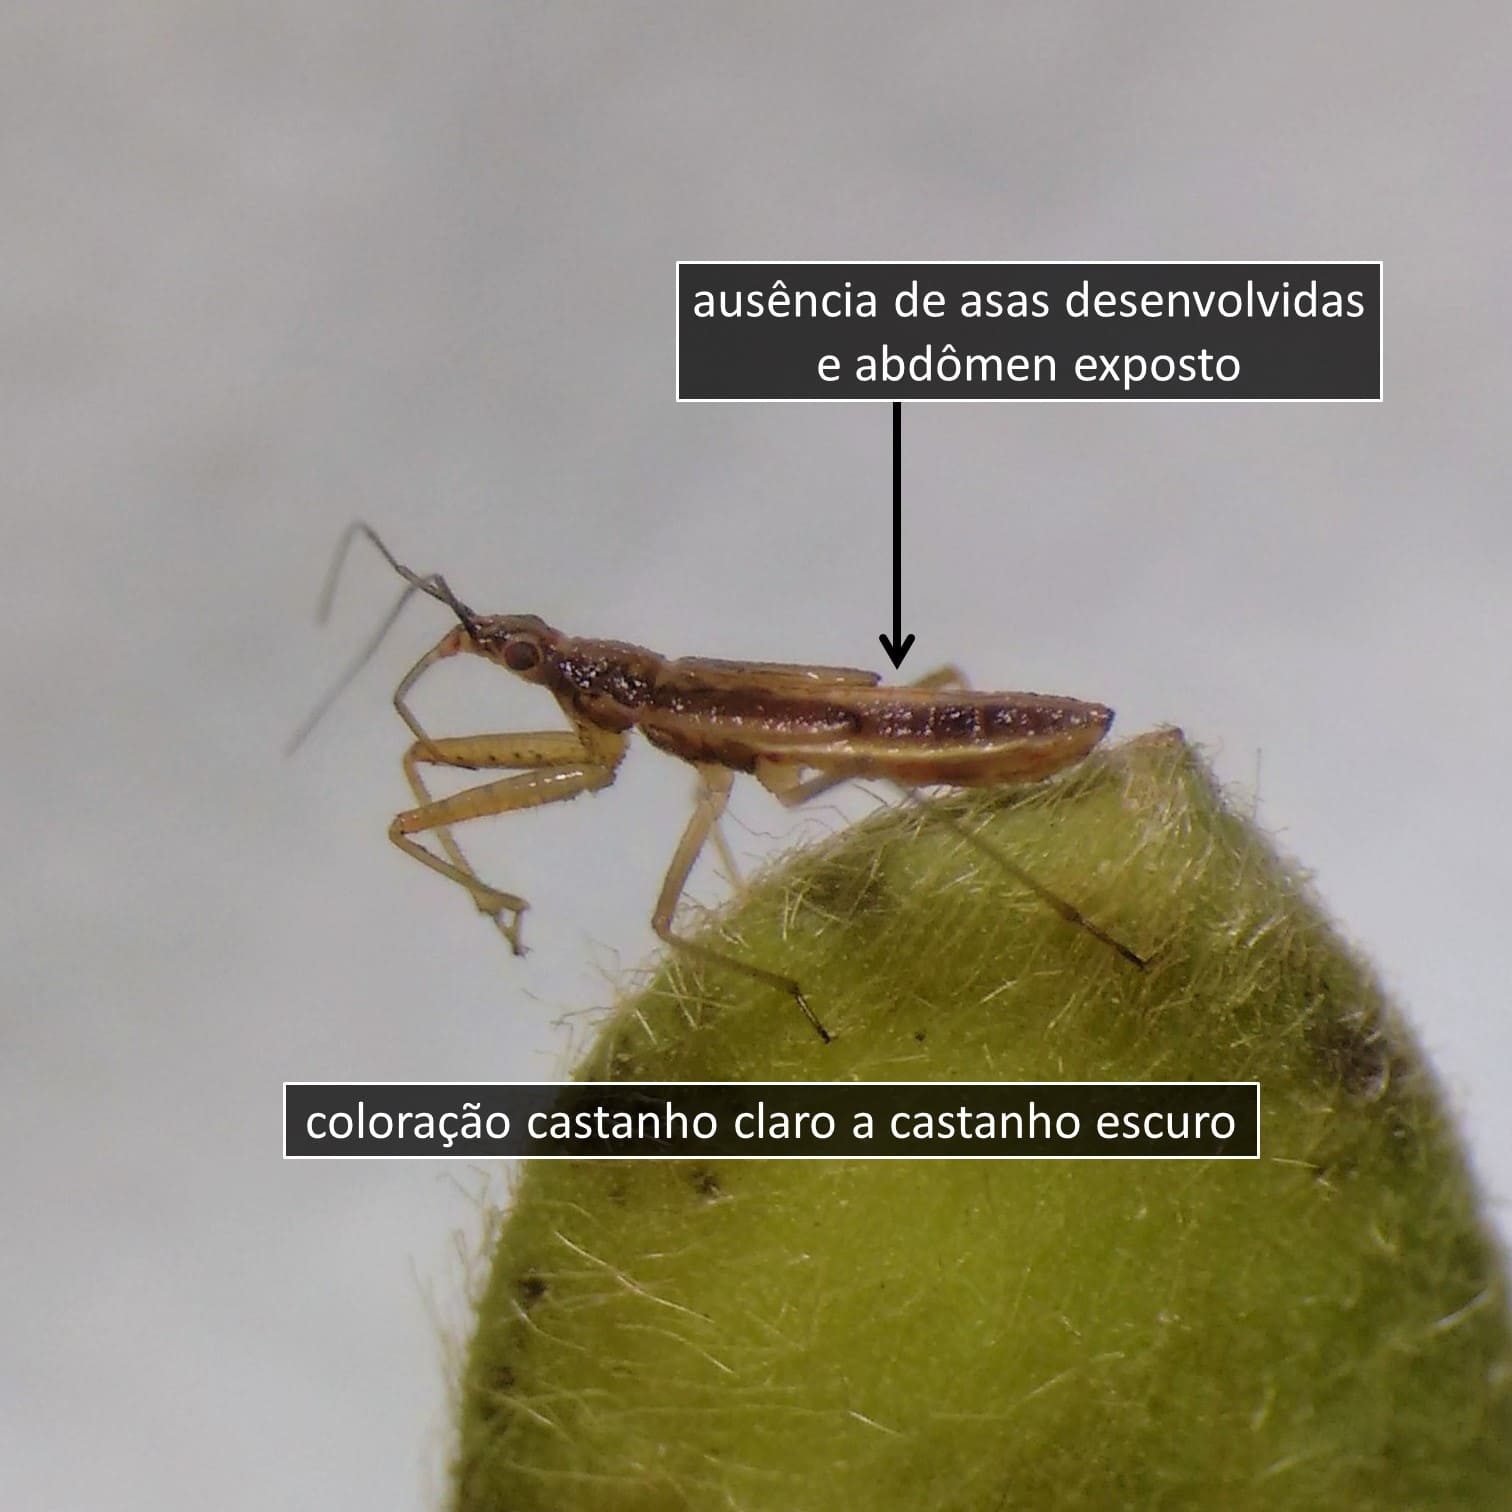 ausência de asas desenvolvidas
e abdômen exposto
coloração castanho claro a castanho escuro